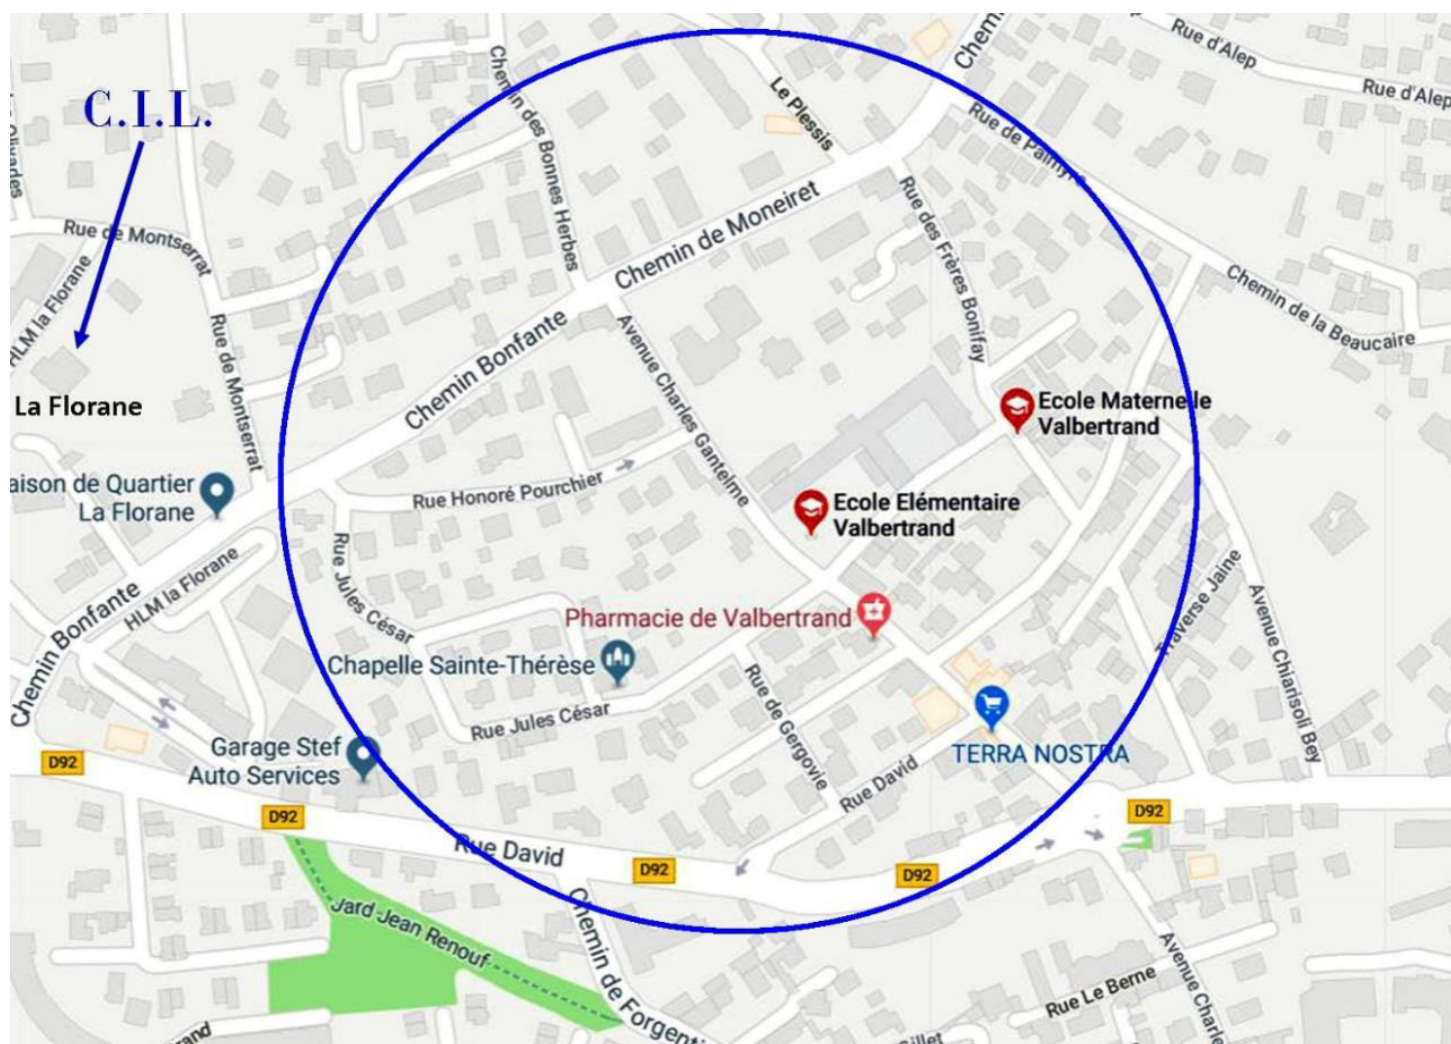 Chem
Rue d'Alep
Rue d'Alep
Chemin des Bonnes Herbes
Le Plessis
C.I.L.
Rue de Palmyre
Rue de Montserrat
Chemin de Moneiret
Rue des Frères Bonifay
HLM la Florane
Chemin de la Beaucaire
Rue de Montserrat
Chemin Bonfante
Avenue Charles Gantelme
La Florane
Ecole Maternelle
Valbertrand
aison de Quartier
La Florane
Rue Honoré Pourchier
Ecole Elémentaire
Valbertrand
Rue Jules César
HLM la Florane
Chemin Bonfante
Pharmacie de Valbertrand
Traverse Jaine
Avenue Chiarisoli Bey
Chapelle Sainte-Thérèse
Rue Jules César
Rue de Gergovie
Garage Stef
Auto Services
TERRA NOSTRA
D92
Rue David
D92
D92
Rue David
D92
D92
Jard Jean Renouf
Chemin de Forgenti
Avenue Charle
Rue Le Berne
rand
illet